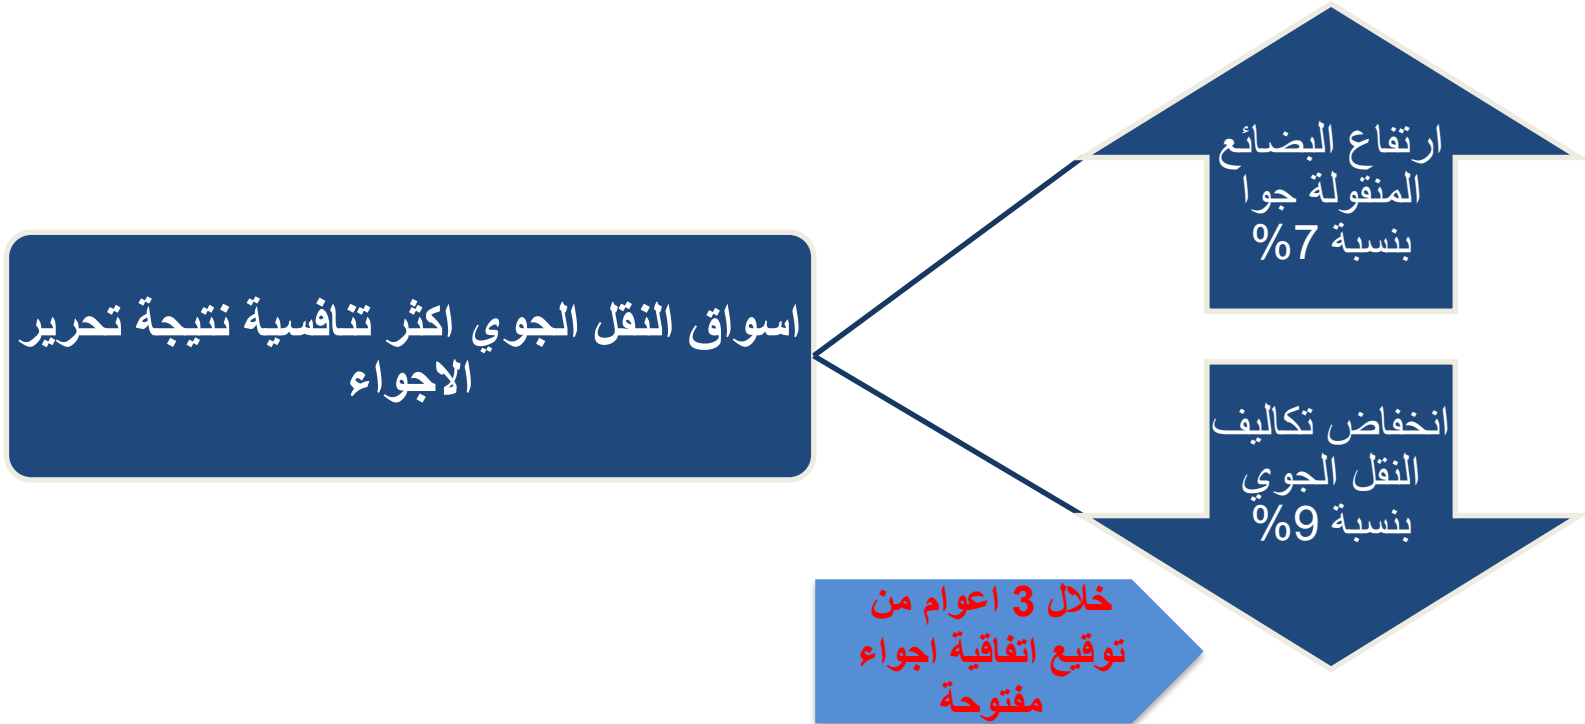 ارتفاع البضائع
المنقولة جوا
بنسبة 7%
اسواق النقل الجوي اكثر تنافسية نتيجة تحرير
الاجواء
انخفاض تكاليف
النقل الجوي
بنسبة 9%
خلال 3 اعوام من
توقيع اتفاقية اجواء
مفتوحة